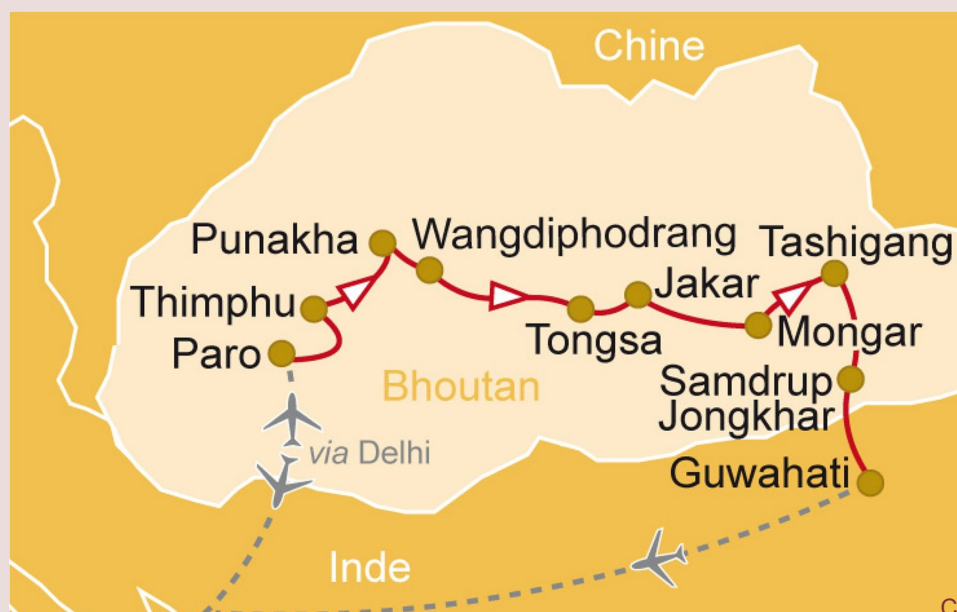 Chine
Punakha
Wangdiphodrang
Tashigang
Thimphu
Jakar
Paro
Tongsa
Mongar
Bhoutan
Samdrup
Jongkhar
via Delhi
Guwahati
Inde